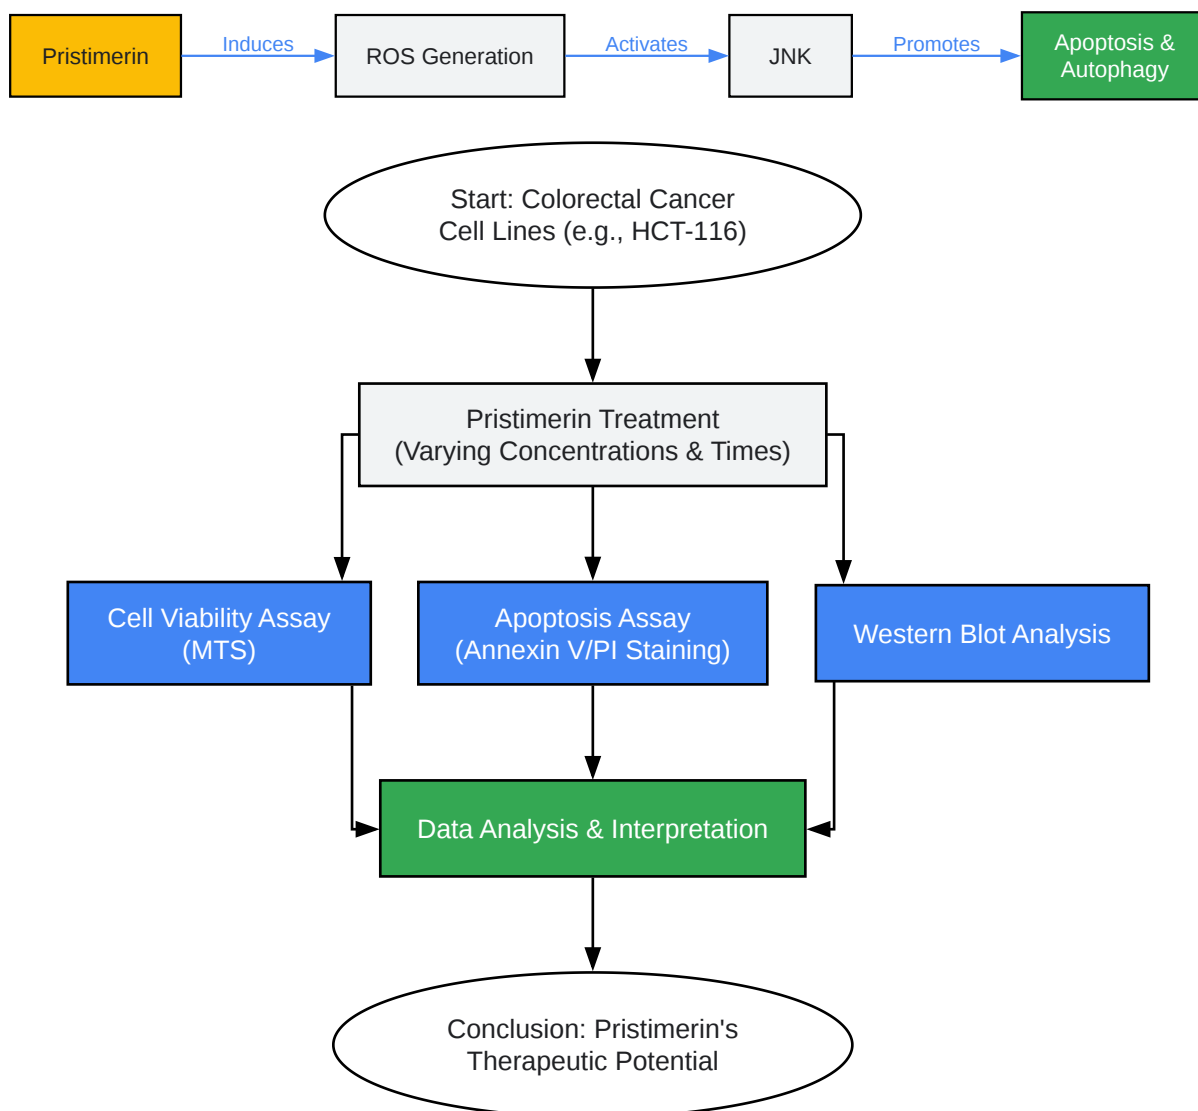 Pristimerin
Induces
ROS Generation
Activates
JNK
Promotes
Apoptosis &
Autophagy
Start: Colorectal Cancer
Cell Lines (e.g., HCT-116)
Pristimerin Treatment
(Varying Concentrations & Times)
Cell Viability Assay
(MTS)
Apoptosis Assay
(Annexin V/PI Staining)
Western Blot Analysis
Data Analysis & Interpretation
Conclusion: Pristimerin's
Therapeutic Potential